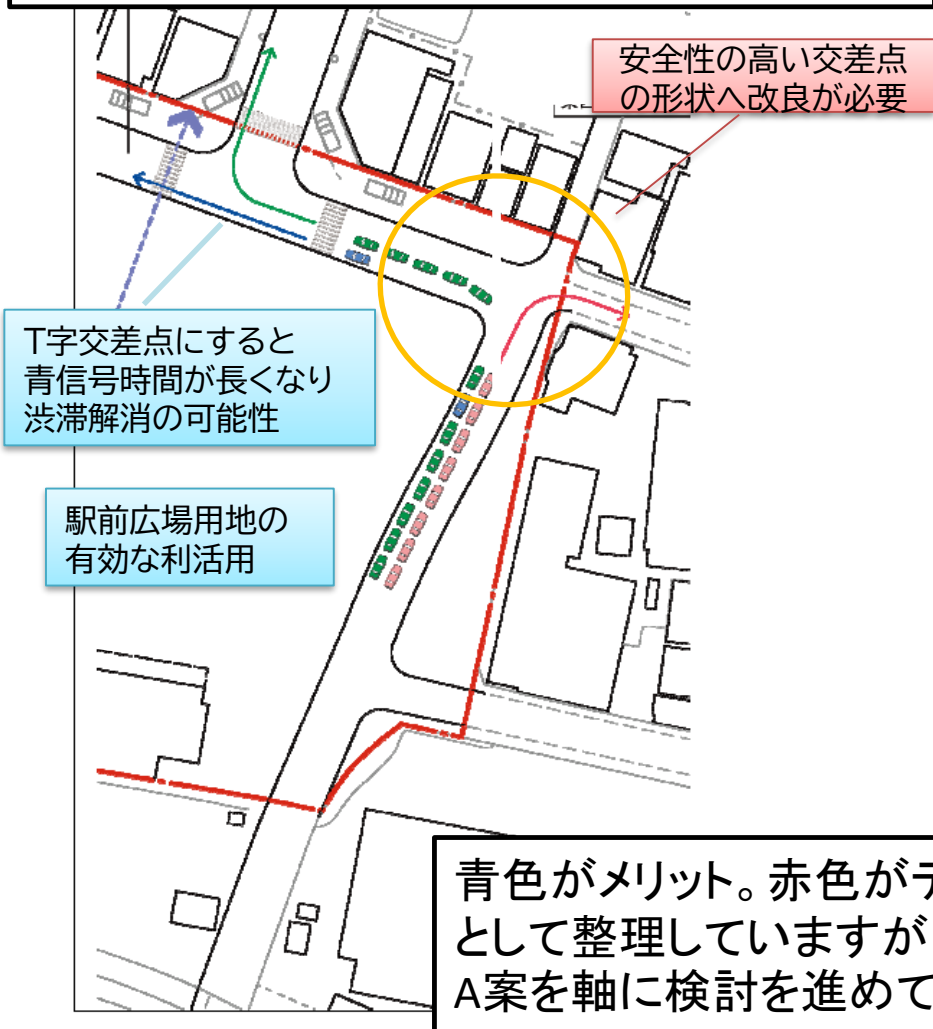 安全性の高い交差点
の形状へ改良が必要
T字交差点にすると
青信号時間が長くなり
渋滞解消の可能性
駅前広場用地の
有効な利活用
青色がメリット。赤色がデ
として整理していますが
A案を軸に検討を進めて